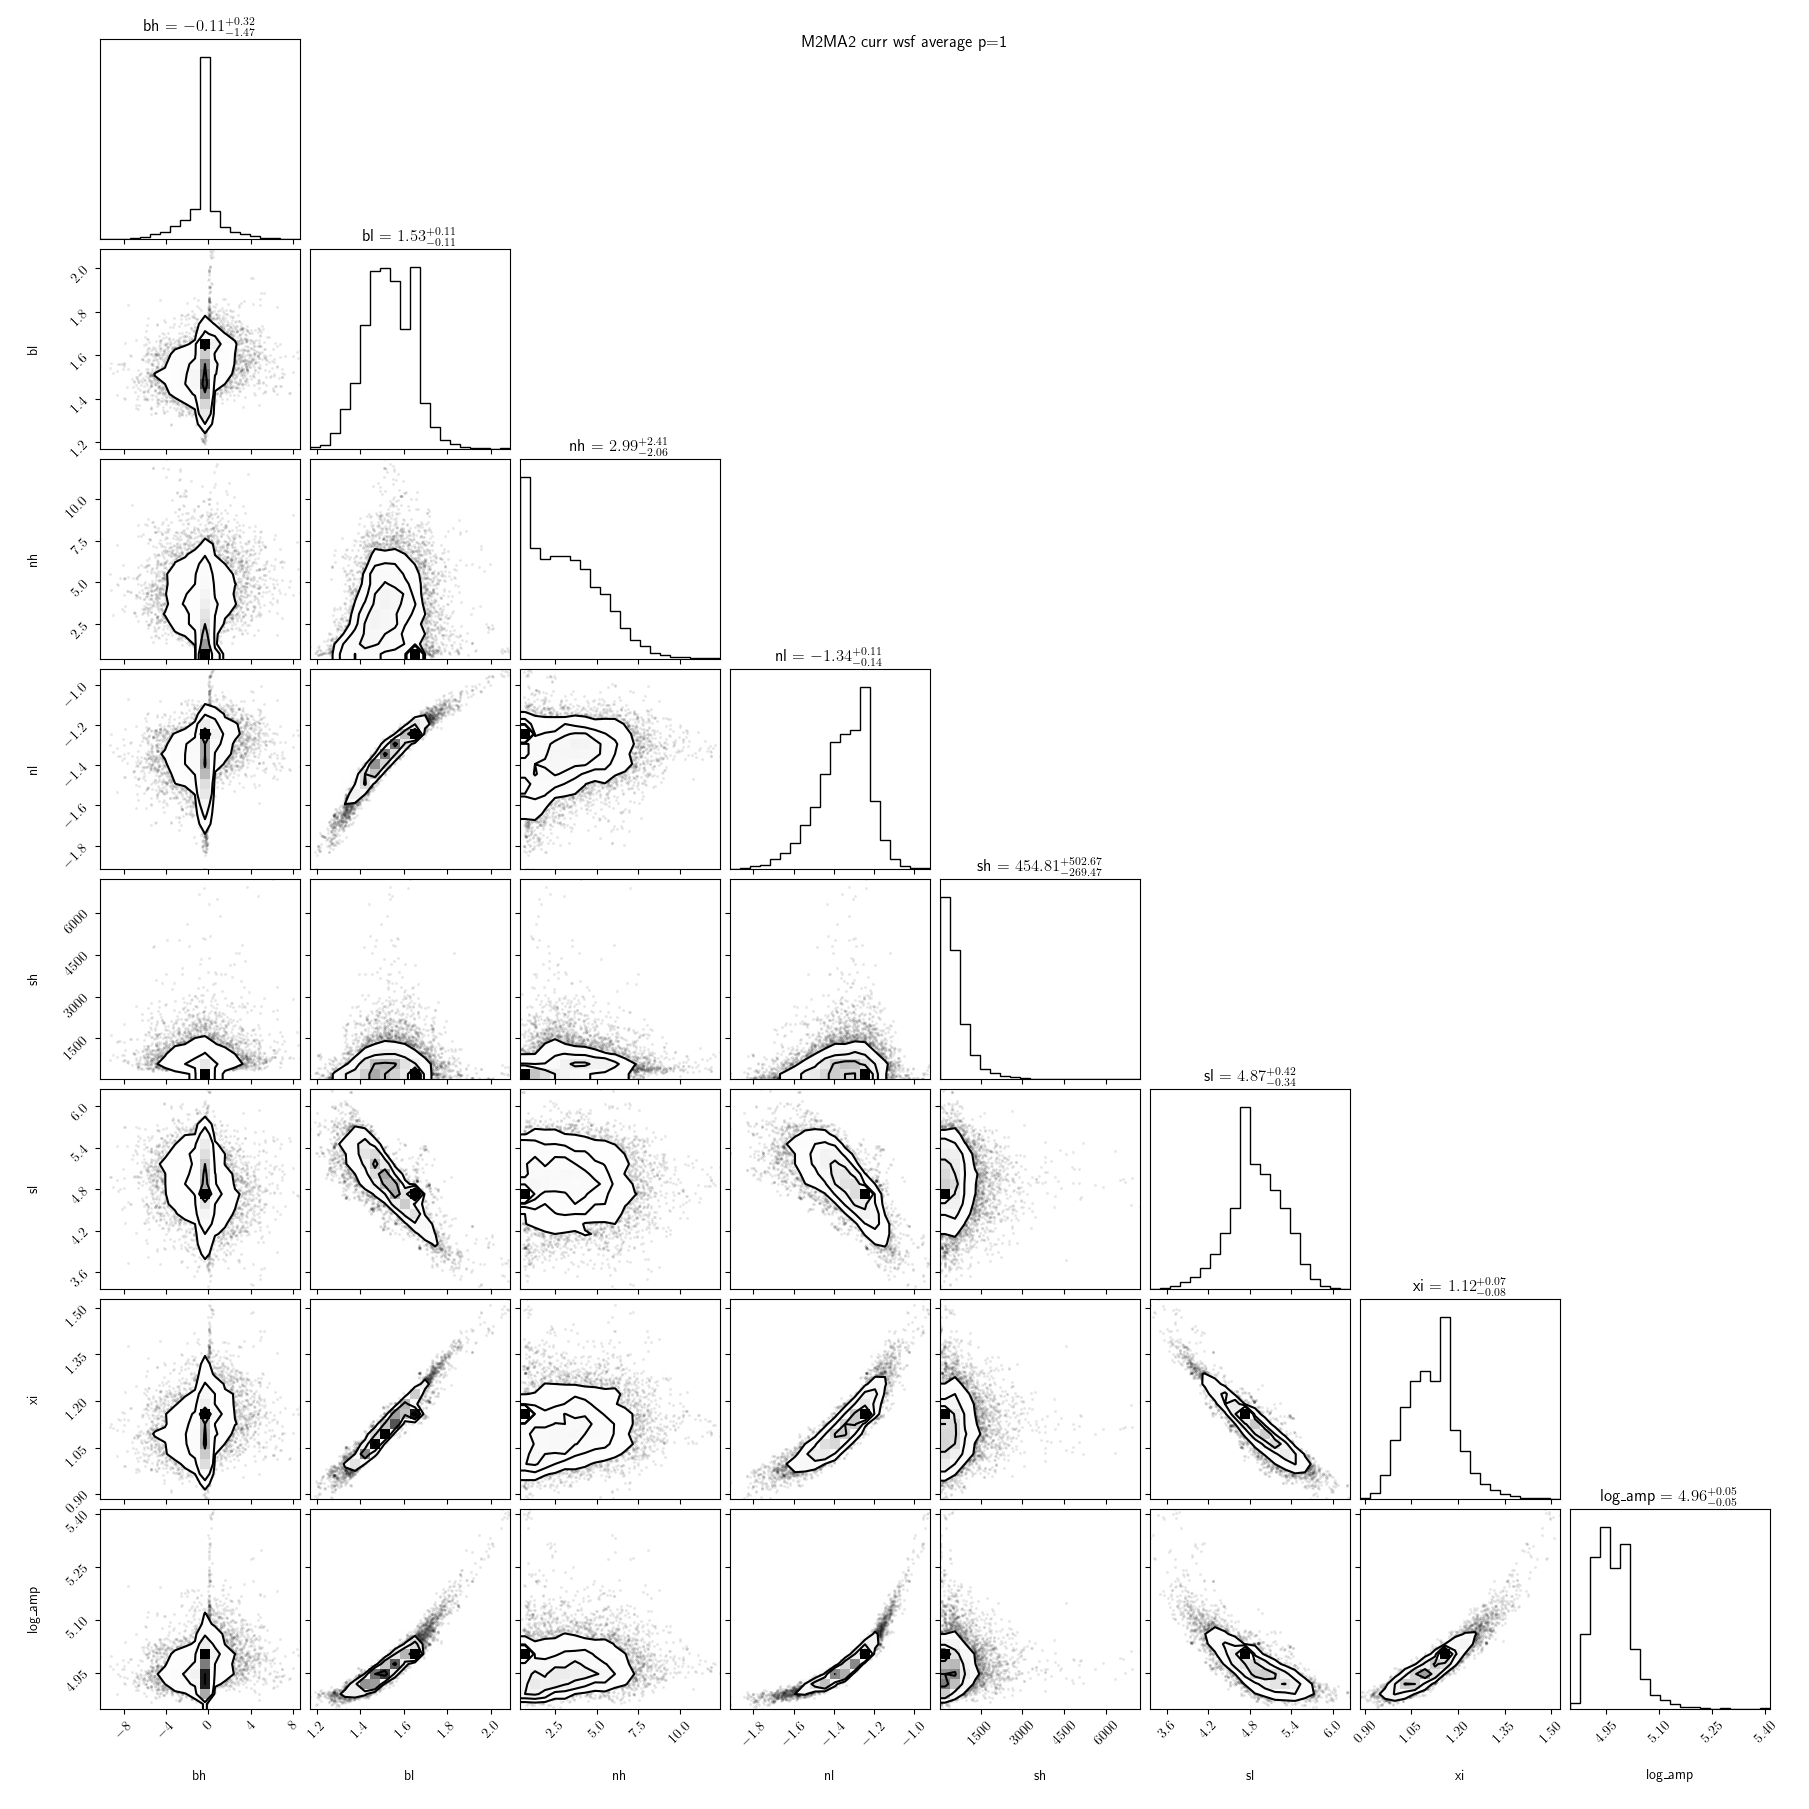 M2MA2 curr wsf average p=1
bh = −0.11+0.32−1.47
bl = 1.53+0.11−0.11
2.0
1.8
1.6
1.4
1.2
bl
nh = 2.99+2.41−2.06
10.0
7.5
5.0
2.5
nh
nl = −1.34+0.11−0.14
−1.0
−1.2
−1.4
−1.6
−1.8
nl
sh = 454.81+502.67−269.47
6000
4500
3000
1500
sh
sl = 4.87+0.42−0.34
6.0
5.4
4.8
4.2
3.6
sl
xi = 1.12+0.07−0.08
1.50
1.35
1.20
1.05
0.90
xi
log_amp = 4.96+0.05−0.05
5.40
5.25
5.10
4.95
log_amp
−8 −4 0 4 8
1.2 1.4 1.6 1.8 2.0
2.5 5.0 7.5 10.0
−1.8 −1.6 −1.4 −1.2 −1.0
1500 3000 4500 6000
3.6 4.2 4.8 5.4 6.0
0.90 1.05 1.20 1.35 1.50
4.95 5.10 5.25 5.40
bh bl nh nl sh sl xi log_amp